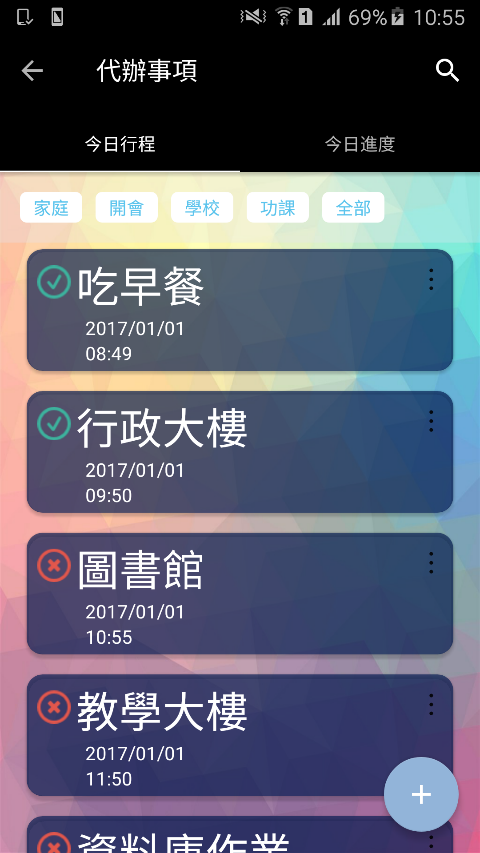 1 69% 10:55
代辦事項
今日行程 今日進度
家庭 開會 學校 功課 全部
吃早餐
2017/01/01
08:49
行政大樓
2017/01/01
09:50
圖書館
2017/01/01
10:55
教學大樓
2017/01/01
11:50
+
資料庫作業